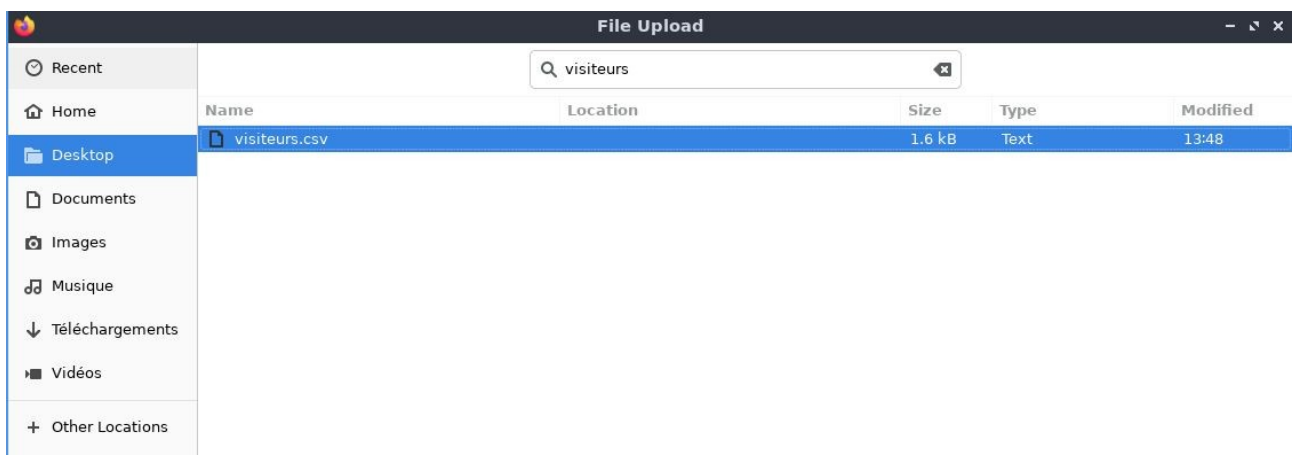 File Upload
Recent
visiteurs
Home
Name Location Size Type Modified
visiteurs.csv 1.6 kB Text 13:48
Desktop
Documents
Images
Musique
Téléchargements
Vidéos
Other Locations